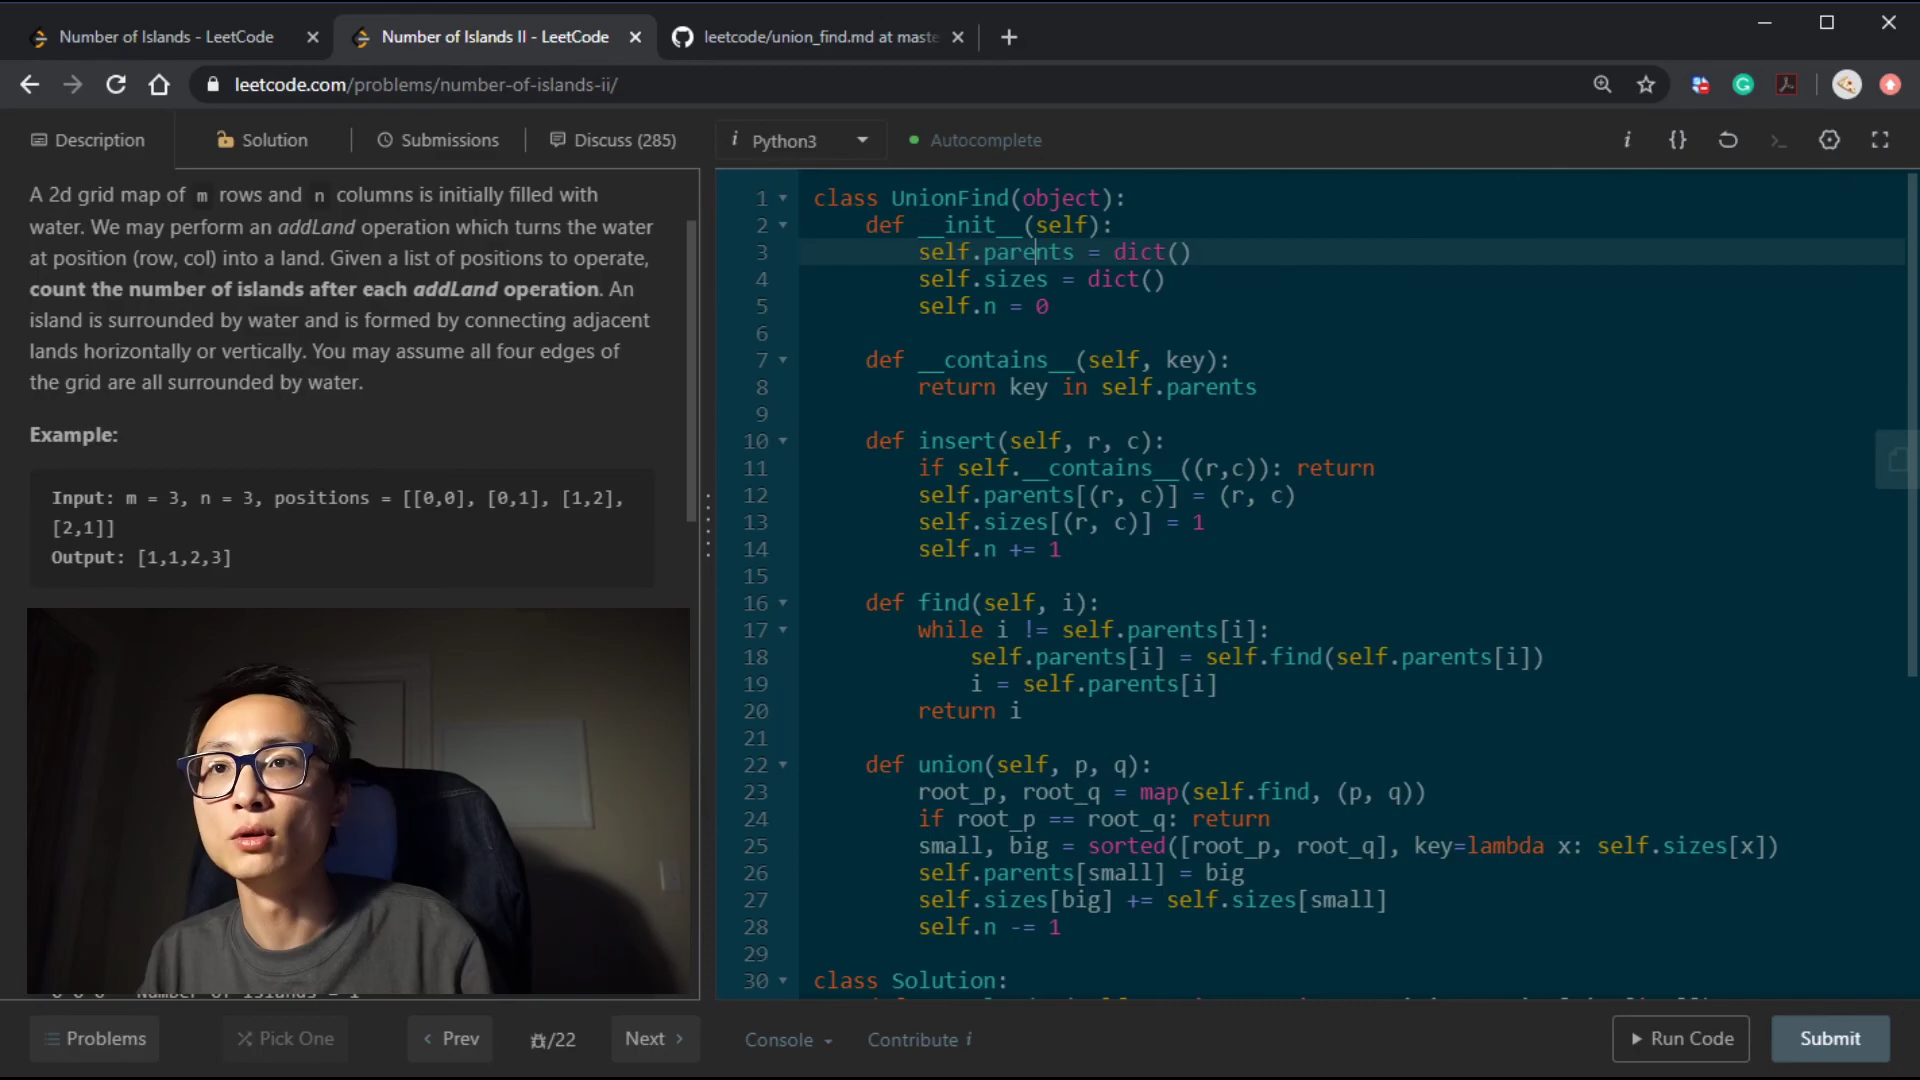 Number of Islands - LeetCode
Number of Islands II - LeetCode
leetcode/union_find.md at maste
leetcode.com/problems/number-of-islands-ii/
Description
Solution
Submissions
Discuss (285)
i Python3
Autocomplete
A 2d grid map of m rows and n columns is initially filled with
water. We may perform an addLand operation which turns the water
at position (row, col) into a land. Given a list of positions to operate,
count the number of islands after each addLand operation. An
island is surrounded by water and is formed by connecting adjacent
lands horizontally or vertically. You may assume all four edges of
the grid are all surrounded by water.
Example:
Input: m = 3, n = 3, positions = [[0,0], [0,1], [1,2],
[2,1]]
Output: [1,1,2,3]
1 class UnionFind(object):
2 def __init__(self):
3 self.parents = dict()
4 self.sizes = dict()
5 self.n = 0
6
7 def __contains__(self, key):
8 return key in self.parents
9
10 def insert(self, r, c):
11 if self.__contains__((r,c)): return
12 self.parents[(r, c)] = (r, c)
13 self.sizes[(r, c)] = 1
14 self.n += 1
15
16 def find(self, i):
17 while i != self.parents[i]:
18 self.parents[i] = self.find(self.parents[i])
19 i = self.parents[i]
20 return i
21
22 def union(self, p, q):
23 root_p, root_q = map(self.find, (p, q))
24 if root_p == root_q: return
25 small, big = sorted([root_p, root_q], key=lambda x: self.sizes[x])
26 self.parents[small] = big
27 self.sizes[big] += self.sizes[small]
28 self.n -= 1
29
30 class Solution:
Problems
Pick One
Prev
/22
Next
Console
Contribute i
Run Code
Submit